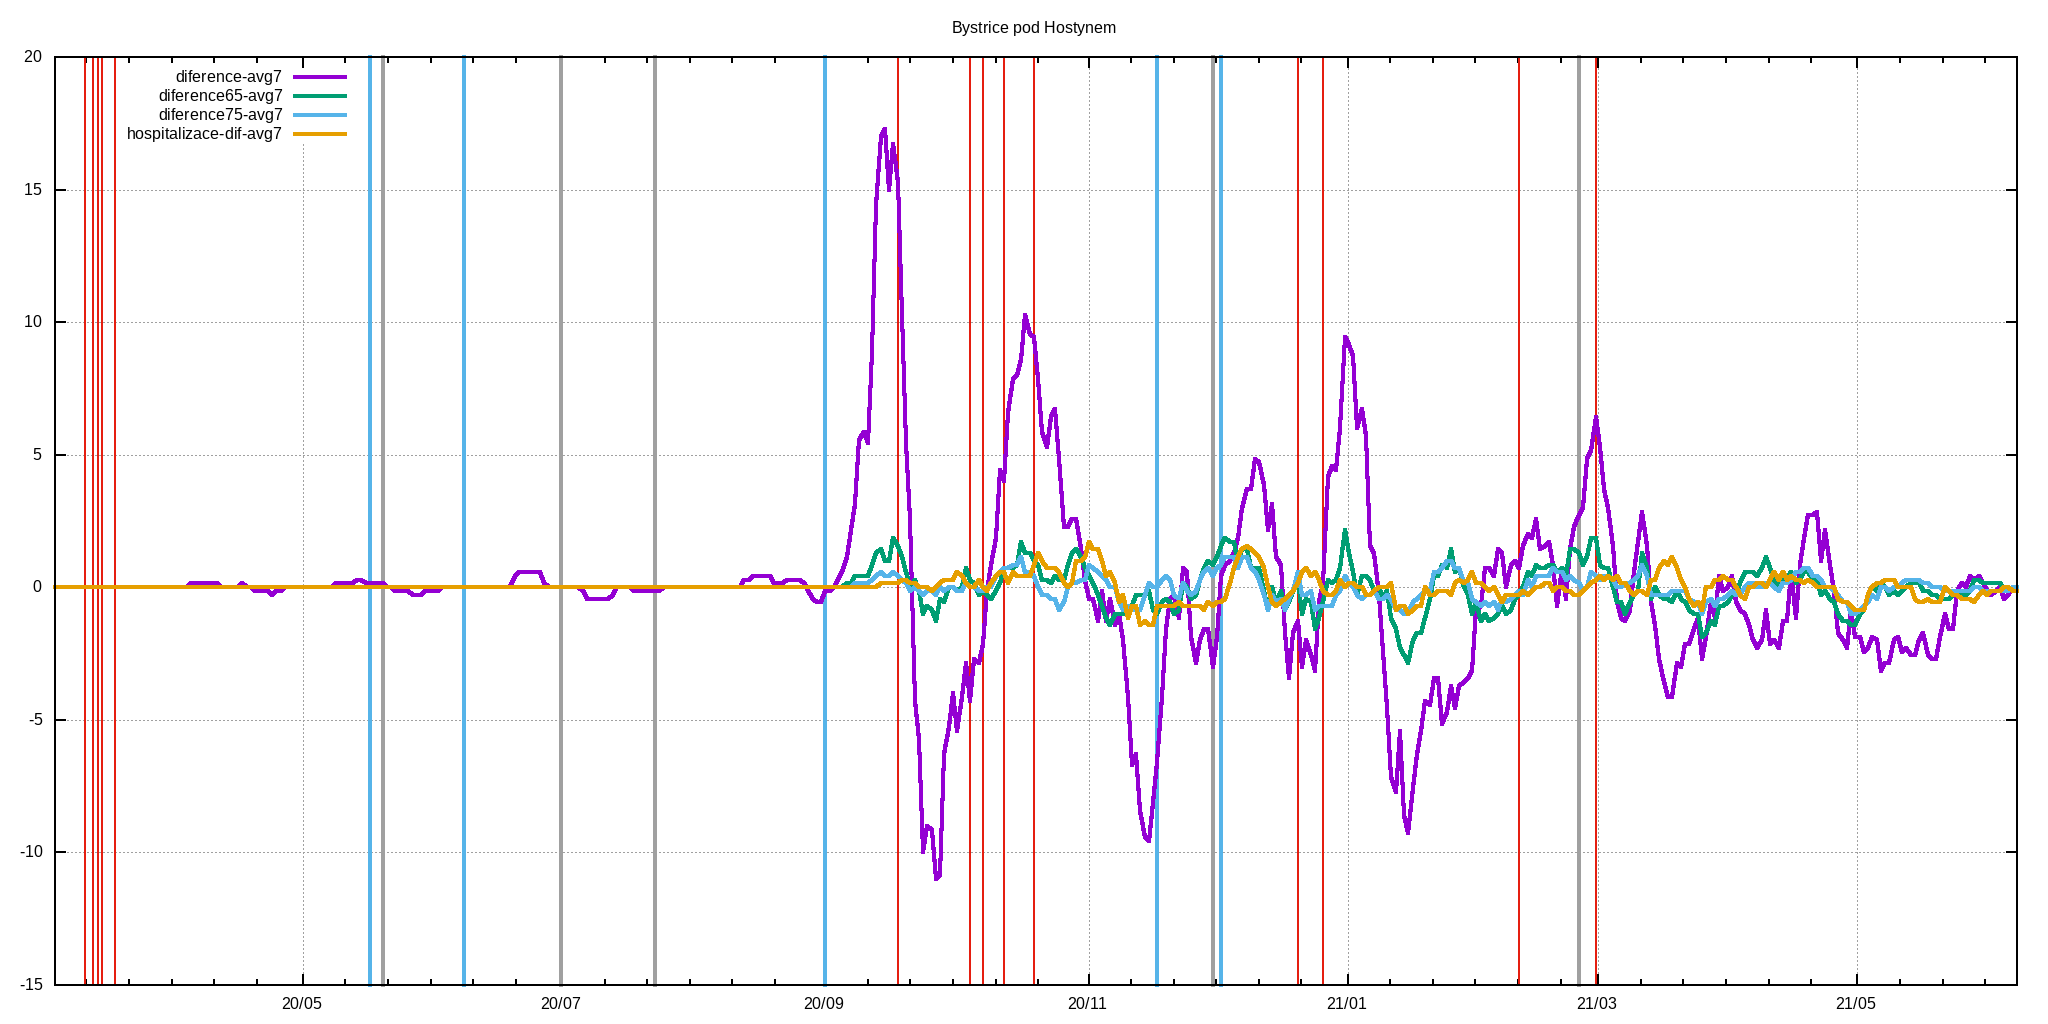 Bystrice pod Hostynem
diference-avg7
diference65-avg7
diference75-avg7
hospitalizace-dif-avg7
20
15
10
5
0
-5
-10
-15
20/05 20/07 20/09 20/11 21/01 21/03 21/05